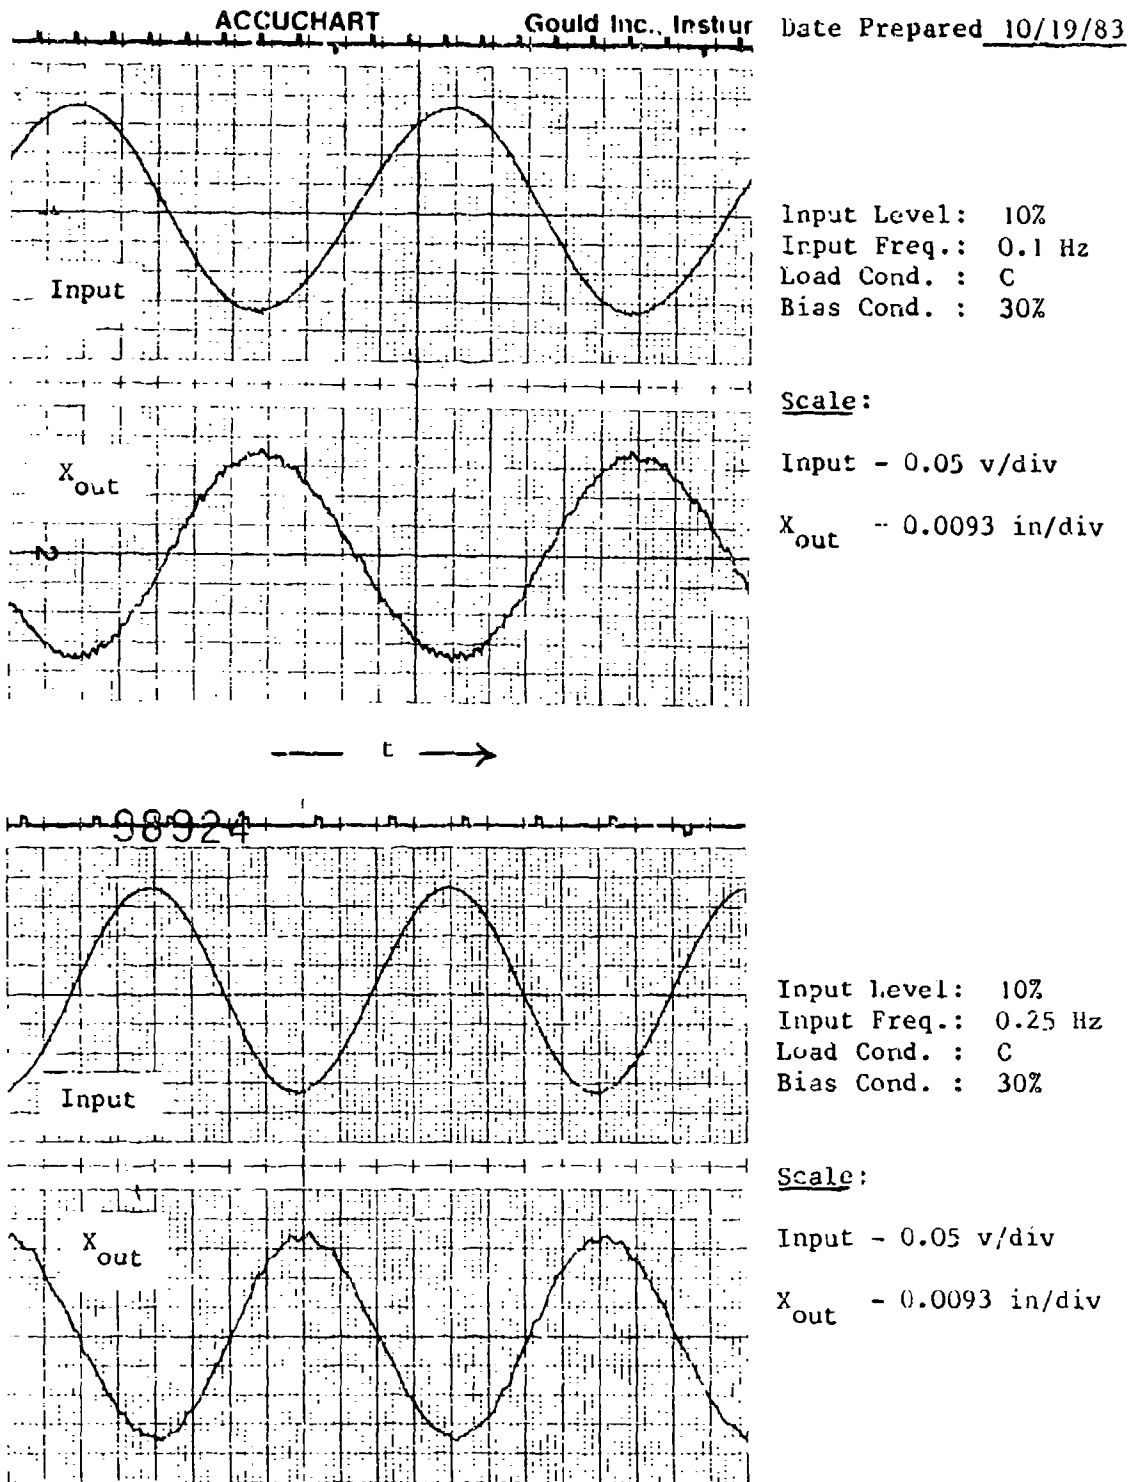 ACCUCHART Gould Inc., Instrur
Date Prepared 10/19/83
1
Input
Input Level: 10%
Input Freq.: 0.1 Hz
Load Cond. : C
Bias Cond. : 30%
Scale:
Input - 0.05 v/div
X out - 0.0093 in/div
X out
2
t
98924
Input
Input Level: 10%
Input Freq.: 0.25 Hz
Load Cond. : C
Bias Cond. : 30%
Scale:
Input - 0.05 v/div
X out - 0.0093 in/div
X out